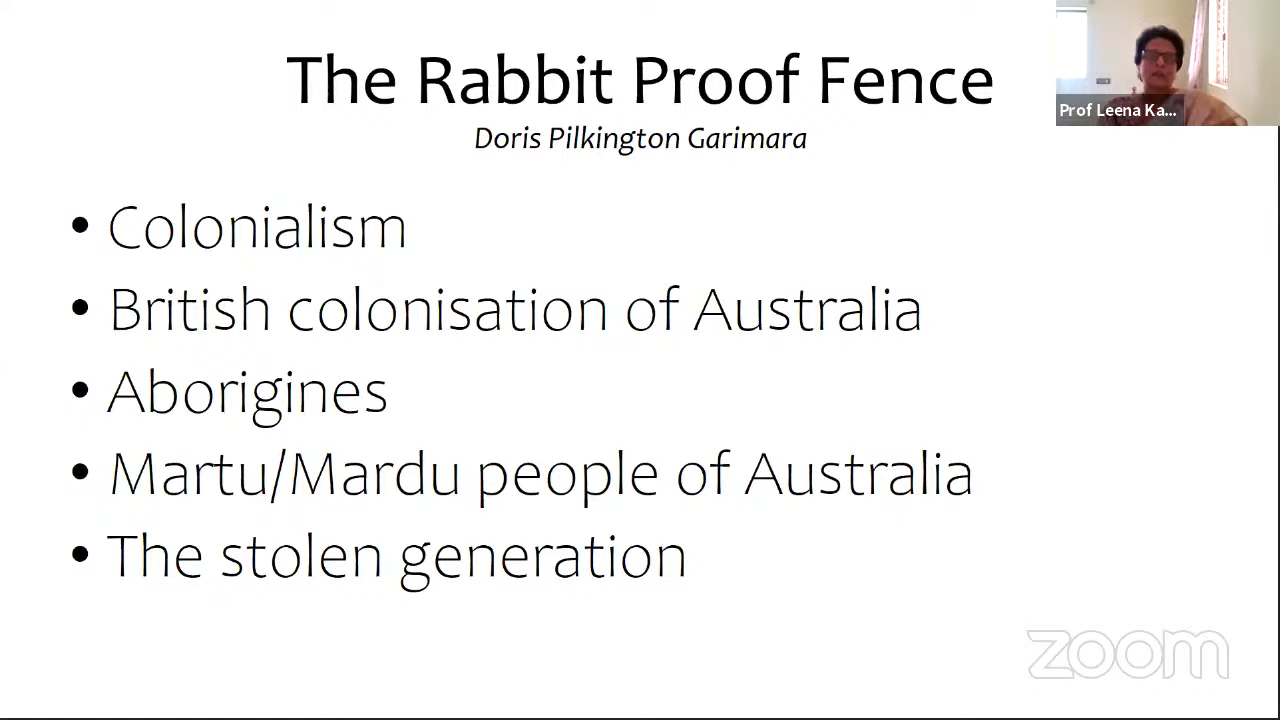 The Rabbit Proof Fence
Doris Pilkington Garimara
Prof Leena Ka...
• Colonialism
• British colonisation of Australia
• Aborigines
• Martu/Mardu people of Australia
• The stolen generation
zoom